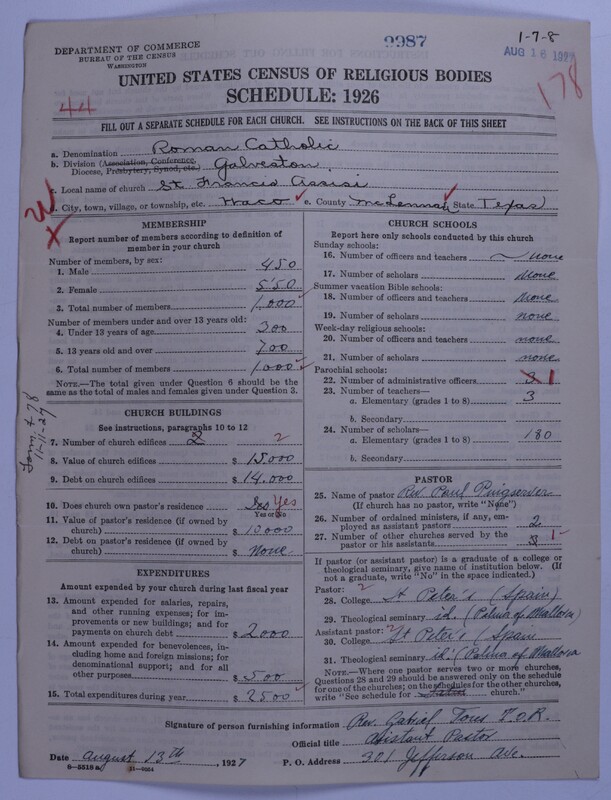 DEPARTMENT OF COMMERCE
BUREAU OF THE CENSUS
WASHINGTON
9987
1-7-8
AUG 16 1927
178
44
UNITED STATES CENSUS OF RELIGIOUS BODIES
SCHEDULE: 1926
FILL OUT A SEPARATE SCHEDULE FOR EACH CHURCH. SEE INSTRUCTIONS ON THE BACK OF THIS SHEET
a. Denomination Roman Catholic
b. Division (Association, Conference, Diocese, Presbytery, Synod, etc.) Galveston
c. Local name of church St. Francis Assisi
d. City, town, village, or township, etc. Waco e. County McLennan State Texas
MEMBERSHIP
Report number of members according to definition of
member in your church
Number of members, by sex:
1. Male 450
2. Female 550
3. Total number of members 1,000
Number of members under and over 13 years old:
4. Under 13 years of age 300
5. 13 years old and over 700
6. Total number of members 1,000
NOTE.—The total given under Question 6 should be the
same as the total of males and females given under Question 3.
Form + 78
11-11-27
CHURCH BUILDINGS
See instructions, paragraphs 10 to 12
7. Number of church edifices 2 2
8. Value of church edifices $ 15,000
9. Debt on church edifices $ 14,000
10. Does church own pastor's residence Yes
Yes or No
11. Value of pastor's residence (if owned by
church) $ 10000
12. Debt on pastor's residence (if owned by
church) $ None
EXPENDITURES
Amount expended by your church during last fiscal year
13. Amount expended for salaries, repairs,
and other running expenses; for im-
provements or new buildings; and for
payments on church debt $ 2000
14. Amount expended for benevolences,
including home and foreign missions; for
denominational support; and for all
other purposes $ 500
15. Total expenditures during year $ 2500
CHURCH SCHOOLS
Report here only schools conducted by this church
Sunday schools:
16. Number of officers and teachers none
17. Number of scholars None
Summer vacation Bible schools:
18. Number of officers and teachers None
19. Number of scholars none
Week-day religious schools:
20. Number of officers and teachers none
21. Number of scholars none
Parochial schools:
22. Number of administrative officers 3 1
23. Number of teachers—
a. Elementary (grades 1 to 8) 3
b. Secondary
24. Number of scholars—
a. Elementary (grades 1 to 8) 180
b. Secondary
PASTOR
25. Name of pastor Rev. Paul Puigserver
(If church has no pastor, write "None")
26. Number of ordained ministers, if any, em-
ployed as assistant pastors 2
27. Number of other churches served by the
pastor or his assistants 3 1
If pastor (or assistant pastor) is a graduate of a college or
theological seminary, give name of institution below. (If
not a graduate, write "No" in the space indicated.)
Pastor: 2
28. College St Peter's (Spain)
29. Theological seminary id. (Palma of Mallorca)
Assistant pastor: 2
30. College St Peter's (Spain
31. Theological seminary id. (Palma of Mallorca
NOTE.—Where one pastor serves two or more churches,
Questions 28 and 29 should be answered only on the schedule
for one of the churches; on the schedules for the other churches,
write "See schedule for church."
Signature of person furnishing information Rev. Gabriel T.O.R.
Official title Assistant Pastor
Date August 13th, 1927 P. O. Address 301 Jefferson Ave.
6—5518a 11—9054